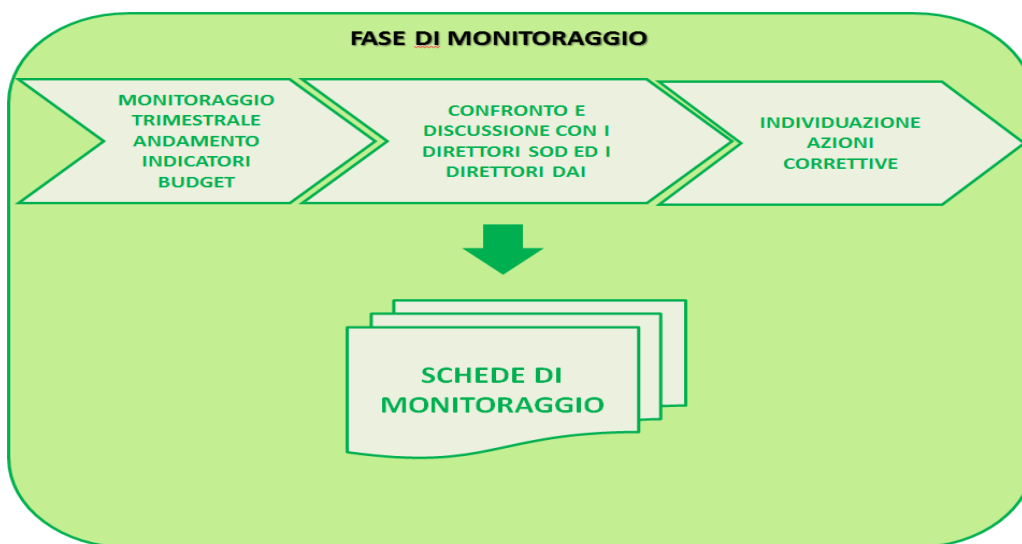 FASE DI MONITORAGGIO
MONITORAGGIO
TRIMESTRALE
ANDAMENTO
INDICATORI
BUDGET
CONFRONTO E
DISCUSSIONE CON I
DIRETTORI SOD ED I
DIRETTORI DAI
INDIVIDUAZIONE
AZIONI
CORRETTIVE
SCHEDE DI
MONITORAGGIO